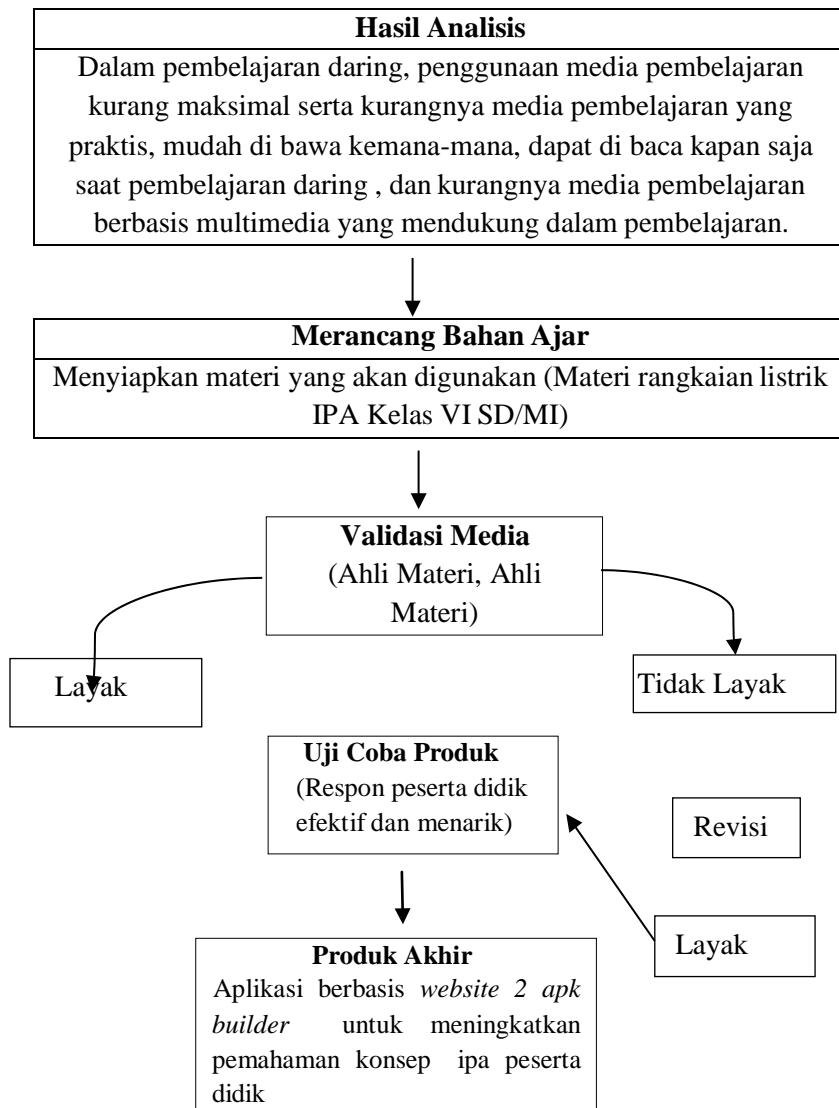 Hasil Analisis
Dalam pembelajaran daring, penggunaan media pembelajaran
kurang maksimal serta kurangnya media pembelajaran yang
praktis, mudah di bawa kemana-mana, dapat di baca kapan saja
saat pembelajaran daring , dan kurangnya media pembelajaran
berbasis multimedia yang mendukung dalam pembelajaran.
Merancang Bahan Ajar
Menyiapkan materi yang akan digunakan (Materi rangkaian listrik
IPA Kelas VI SD/MI)
Validasi Media
(Ahli Materi, Ahli
Materi)
Layak
Tidak Layak
Uji Coba Produk
(Respon peserta didik
efektif dan menarik)
Revisi
Layak
Produk Akhir
Aplikasi berbasis website 2 apk
builder untuk meningkatkan
pemahaman konsep ipa peserta
didik